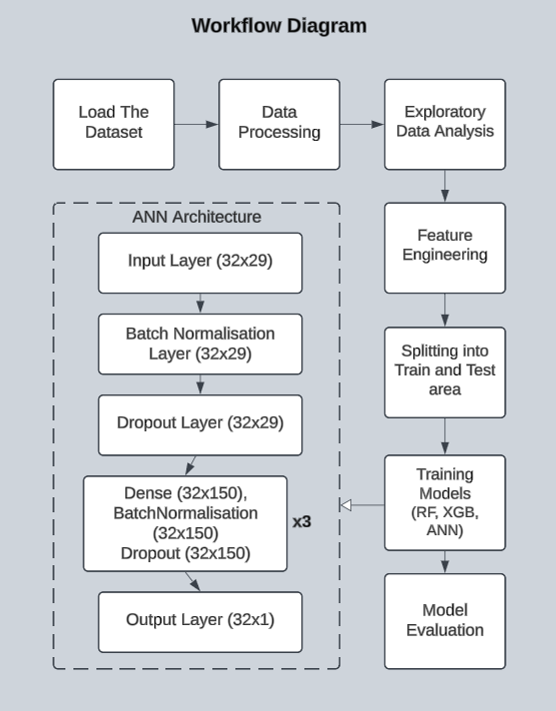 Workflow Diagram
Load The
Dataset
Data
Processing
Exploratory
Data Analysis
Feature
Engineering
Splitting into
Train and Test
area
Training
Models
(RF, XGB,
ANN)
Model
Evaluation
ANN Architecture
Input Layer (32x29)
Batch Normalisation
Layer (32x29)
Dropout Layer (32x29)
Dense (32x150),
BatchNormalisation
(32x150)
Dropout (32x150)
x3
Output Layer (32x1)